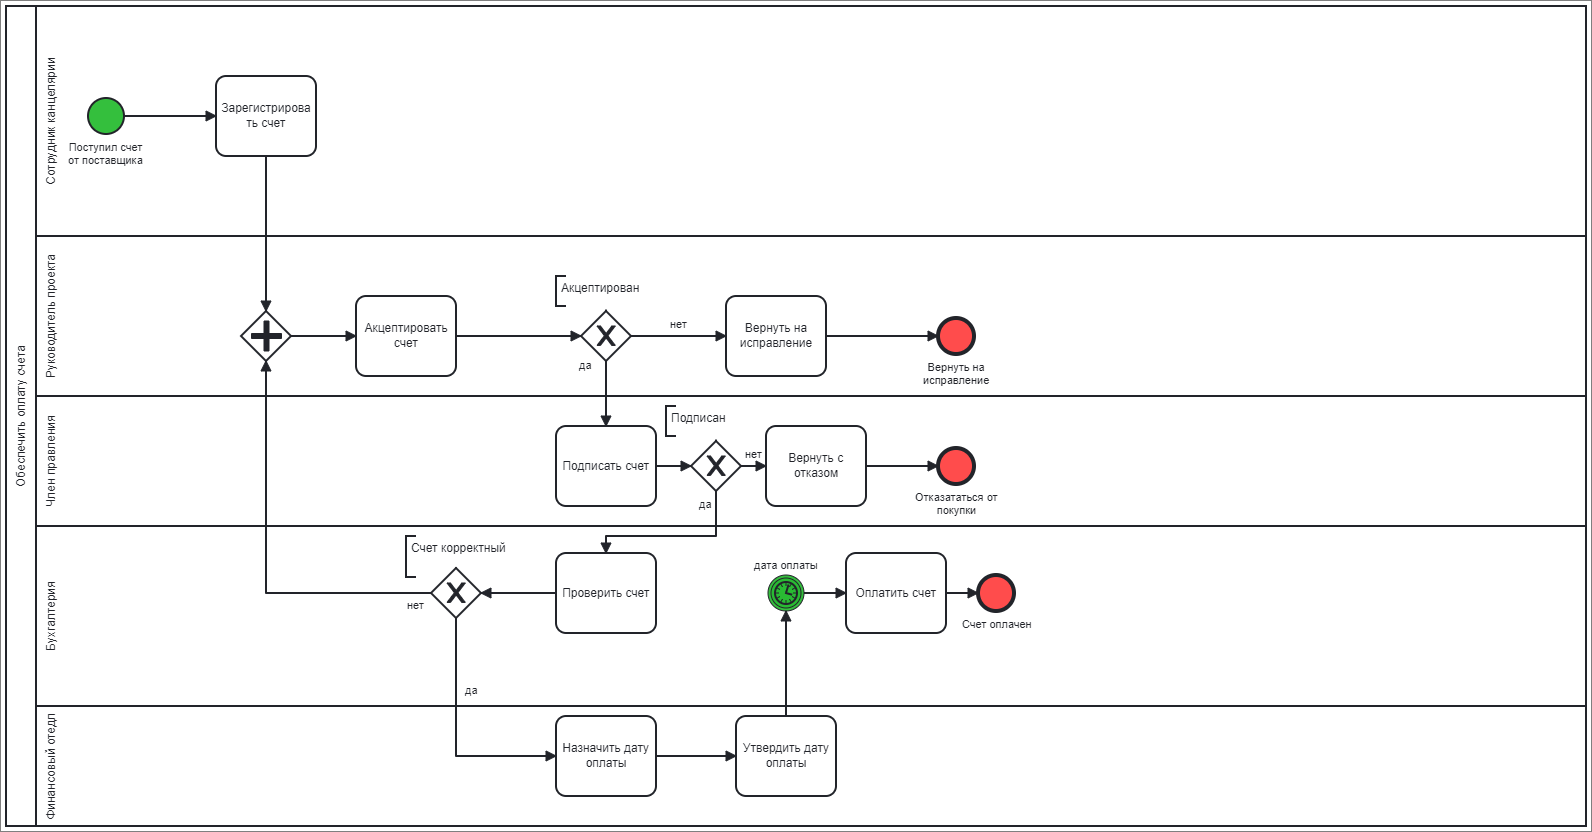 Обеспечить оплату счета
Сотрудник канцелярии
Зарегистрирова
ть счет
Поступил счет
от поставщика
Руководитель проекта
Акцептировать
счет
Акцептирован
нет
да
Вернуть на
исправление
Вернуть на
исправление
Член правления
Подписать счет
Подписан
нет
да
Вернуть с
отказом
Отказататься от
покупки
Бухгалтерия
Счет корректный
нет
да
Проверить счет
дата оплаты
Оплатить счет
Счет оплачен
Финансовый отедл
Назначить дату
оплаты
Утвердить дату
оплаты